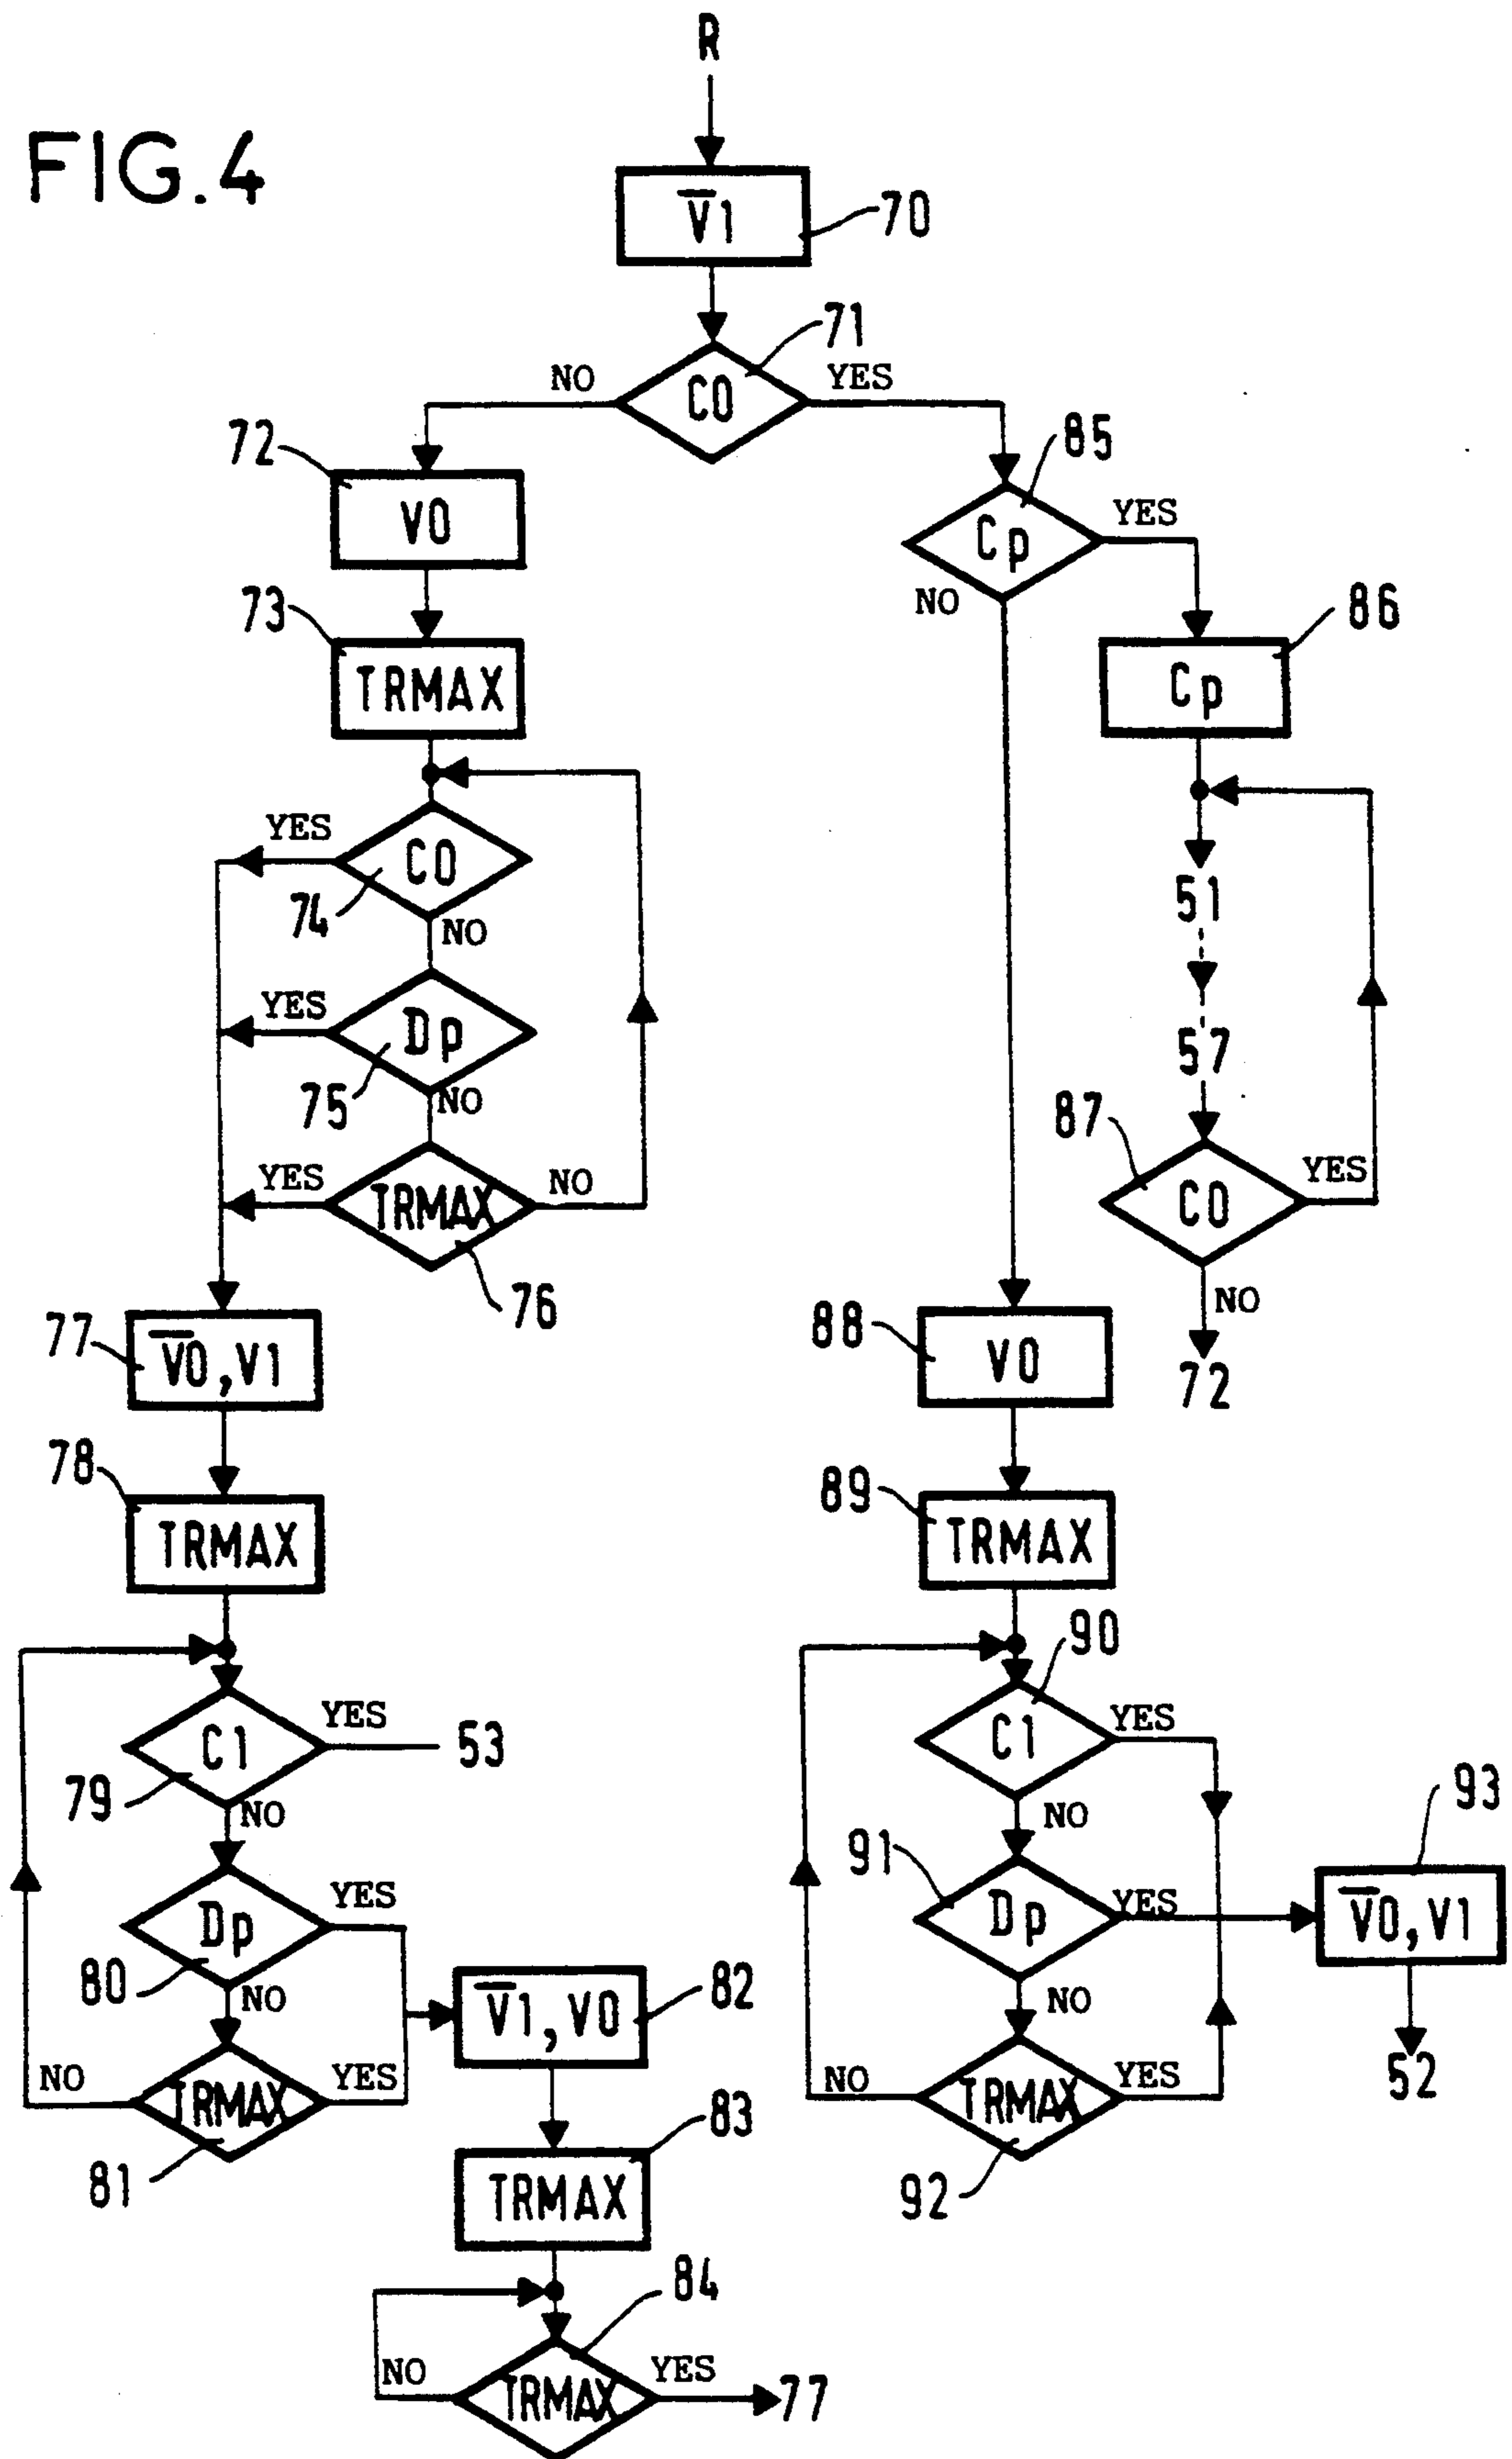 R
FIG.4
V̅1
70
71
NO
YES
C0
72
V0
85
Cp
YES
NO
73
TRMAX
86
Cp
YES
C0
74
NO
51
YES
Dp
75
NO
57
87
YES
TRMAX
NO
76
C0
YES
NO
72
77
V̅0,V1
88
V0
78
TRMAX
89
TRMAX
C1
YES
53
79
NO
90
C1
YES
NO
Dp
YES
80
NO
91
Dp
YES
NO
93
V̅0,V1
52
82
V̅1,V0
NO
TRMAX
YES
81
NO
TRMAX
YES
92
83
TRMAX
84
NO
TRMAX
YES
77